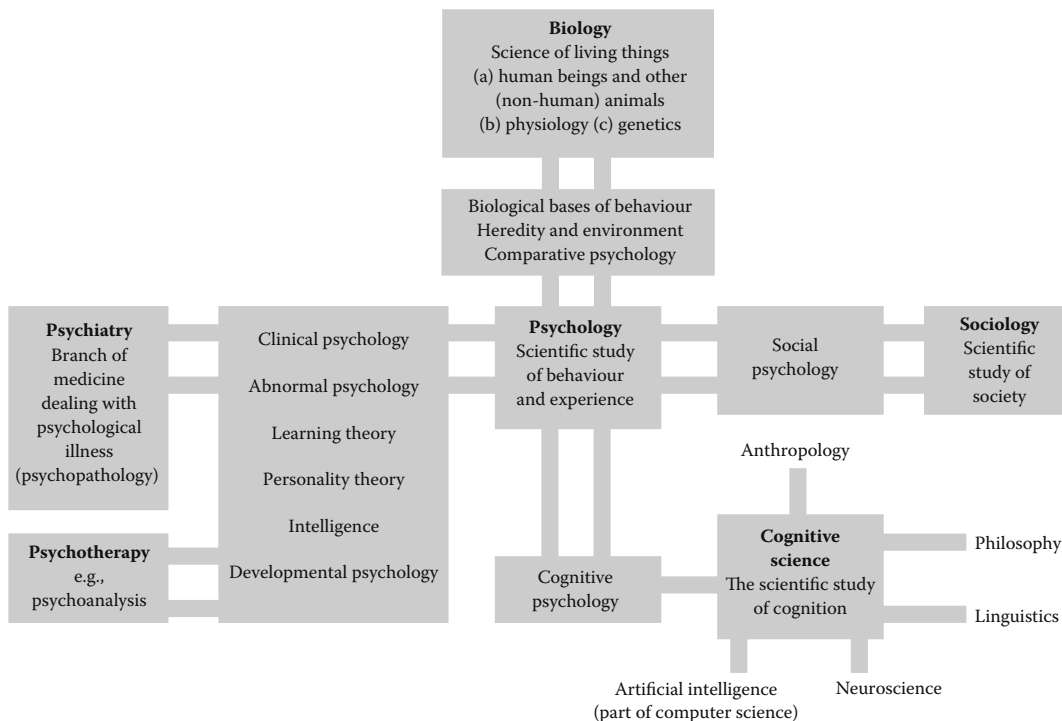 Biology
Science of living things
(a) human beings and other
(non-human) animals
(b) physiology (c) genetics
Biological bases of behaviour
Heredity and environment
Comparative psychology
Psychiatry
Branch of
medicine
dealing with
psychological
illness
(psychopathology)
Psychotherapy
e.g.,
psychoanalysis
Clinical psychology
Abnormal psychology
Learning theory
Personality theory
Intelligence
Developmental psychology
Psychology
Scientific study
of behaviour
and experience
Social
psychology
Sociology
Scientific
study of
society
Cognitive
psychology
Anthropology
Cognitive
science
The scientific study
of cognition
Philosophy
Linguistics
Artificial intelligence
(part of computer science)
Neuroscience